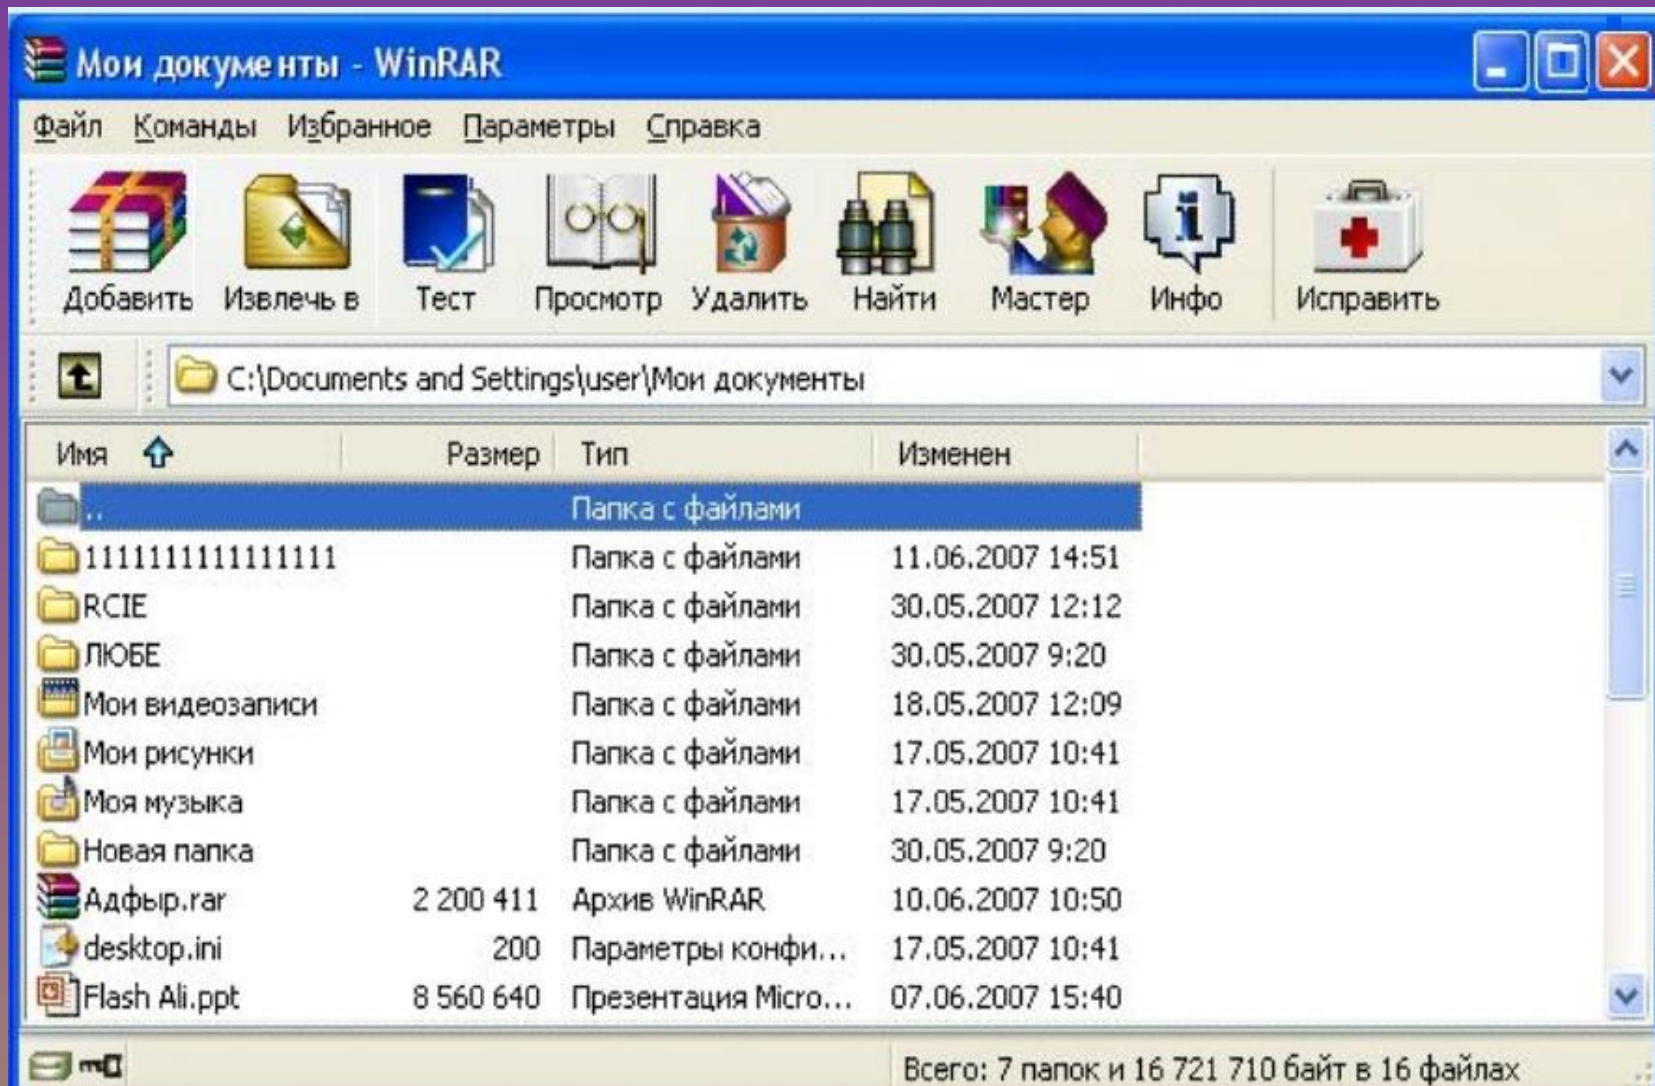 Мои документы - WinRAR
Файл Команды Избранное Параметры Справка
Добавить Извлечь в Тест Просмотр Удалить Найти Мастер Инфо Исправить
C:\Documents and Settings\user\Мои документы
Имя Размер Тип Изменен
.. Папка с файлами
1111111111111111 Папка с файлами 11.06.2007 14:51
RCIE Папка с файлами 30.05.2007 12:12
ЛЮБЕ Папка с файлами 30.05.2007 9:20
Мои видеозаписи Папка с файлами 18.05.2007 12:09
Мои рисунки Папка с файлами 17.05.2007 10:41
Моя музыка Папка с файлами 17.05.2007 10:41
Новая папка Папка с файлами 30.05.2007 9:20
Адфыр.rar 2 200 411 Архив WinRAR 10.06.2007 10:50
desktop.ini 200 Параметры конфи... 17.05.2007 10:41
Flash Ali.ppt 8 560 640 Презентация Micro... 07.06.2007 15:40
Всего: 7 папок и 16 721 710 байт в 16 файлах